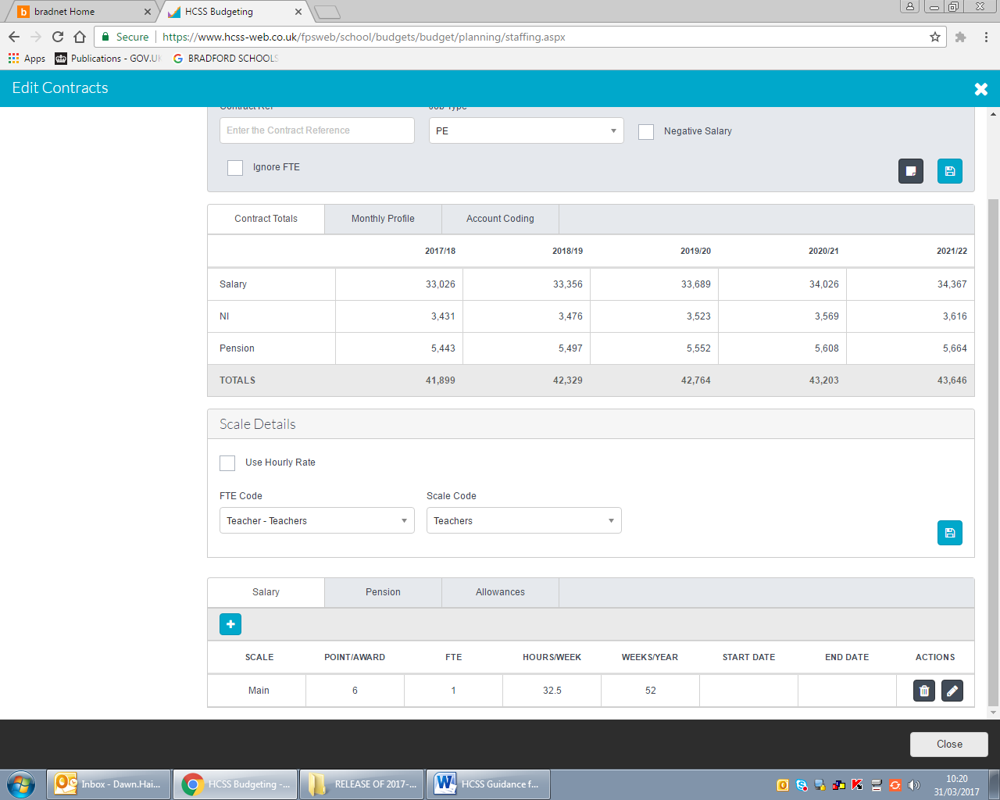 bradnet Home
HCSS Budgeting
Secure
https://www.hcss-web.co.uk/fpsweb/school/budgets/budget/planning/staffing.aspx
Apps
Publications - GOV.U
BRADFORD SCHOOLS
Edit Contracts
Contract Ref
Job Type
Enter the Contract Reference
PE
Negative Salary
Ignore FTE
Contract Totals
Monthly Profile
Account Coding
2017/18 2018/19 2019/20 2020/21 2021/22
Salary 33,026 33,356 33,689 34,026 34,367
NI 3,431 3,476 3,523 3,569 3,616
Pension 5,443 5,497 5,552 5,608 5,664
TOTALS 41,899 42,329 42,764 43,203 43,646
Scale Details
Use Hourly Rate
FTE Code
Scale Code
Teacher - Teachers
Teachers
Salary
Pension
Allowances
SCALE POINT/AWARD FTE HOURS/WEEK WEEKS/YEAR START DATE END DATE ACTIONS
Main 6 1 32.5 52
Close
Inbox - Dawn.Hai...
HCSS Budgeting -...
RELEASE OF 2017-...
HCSS Guidance f...
10:20
31/03/2017